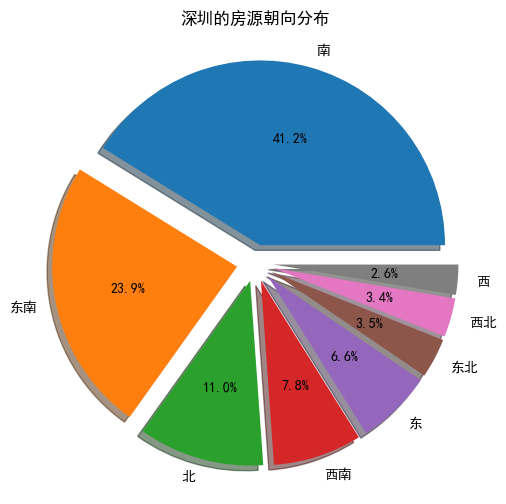 深圳的房源朝向分布
南
41.2%
东南
23.9%
北
11.0%
西南
7.8%
东
6.6%
东北
3.5%
西北
3.4%
西
2.6%